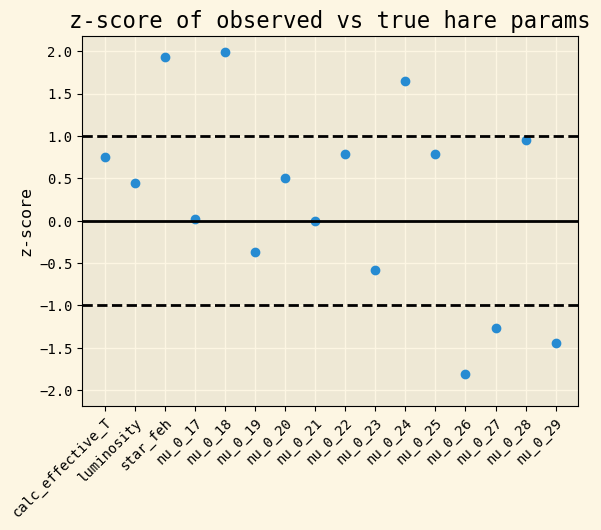 z-score of observed vs true hare params
z-score
2.0
1.5
1.0
0.5
0.0
−0.5
−1.0
−1.5
−2.0
calc_effective_T
luminosity
star_feh
nu_0_17
nu_0_18
nu_0_19
nu_0_20
nu_0_21
nu_0_22
nu_0_23
nu_0_24
nu_0_25
nu_0_26
nu_0_27
nu_0_28
nu_0_29